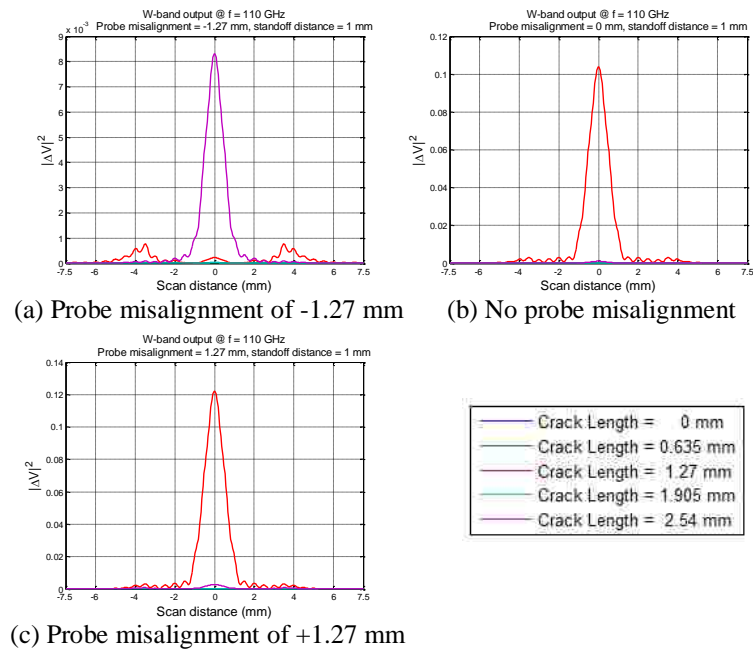 W-band output @ f = 110 GHz
Probe misalignment = -1.27 mm, standoff distance = 1 mm
x 10^-3
9
8
7
6
5
4
3
2
1
0
|ΔV|^2
-7.5 -6 -4 -2 0 2 4 6 7.5
Scan distance (mm)
(a) Probe misalignment of -1.27 mm
W-band output @ f = 110 GHz
Probe misalignment = 0 mm, standoff distance = 1 mm
0.12
0.1
0.08
0.06
0.04
0.02
0
|ΔV|^2
-7.5 -6 -4 -2 0 2 4 6 7.5
Scan distance (mm)
(b) No probe misalignment
W-band output @ f = 110 GHz
Probe misalignment = 1.27 mm, standoff distance = 1 mm
0.14
0.12
0.1
0.08
0.06
0.04
0.02
0
|ΔV|^2
-7.5 -6 -4 -2 0 2 4 6 7.5
Scan distance (mm)
(c) Probe misalignment of +1.27 mm
Crack Length = 0 mm
Crack Length = 0.635 mm
Crack Length = 1.27 mm
Crack Length = 1.905 mm
Crack Length = 2.54 mm